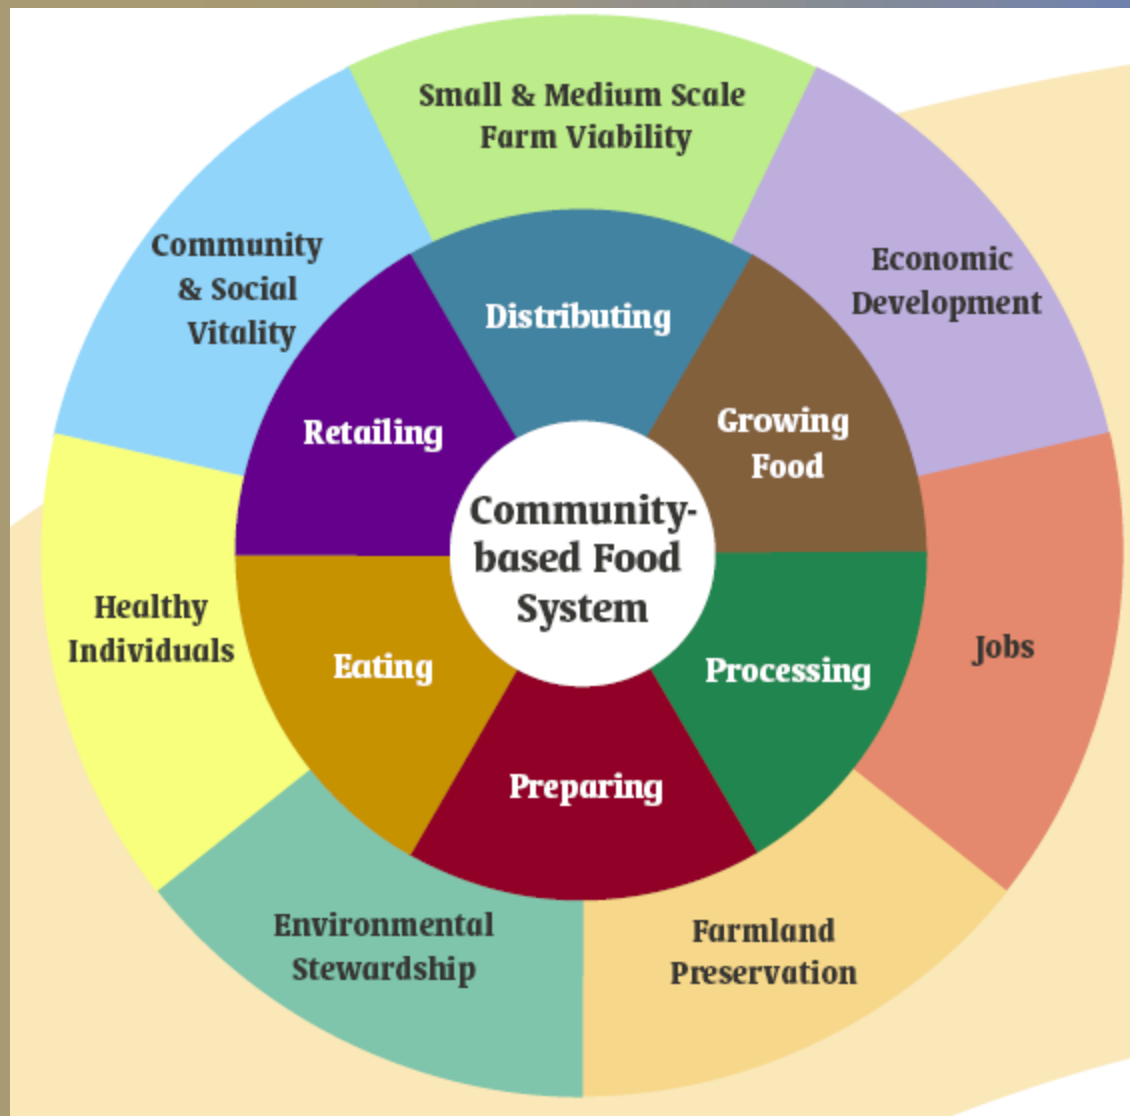 Small & Medium Scale
Farm Viability
Community
& Social
Vitality
Economic
Development
Distributing
Retailing
Growing
Food
Community-
based Food
System
Healthy
Individuals
Eating
Processing
Jobs
Preparing
Environmental
Stewardship
Farmland
Preservation